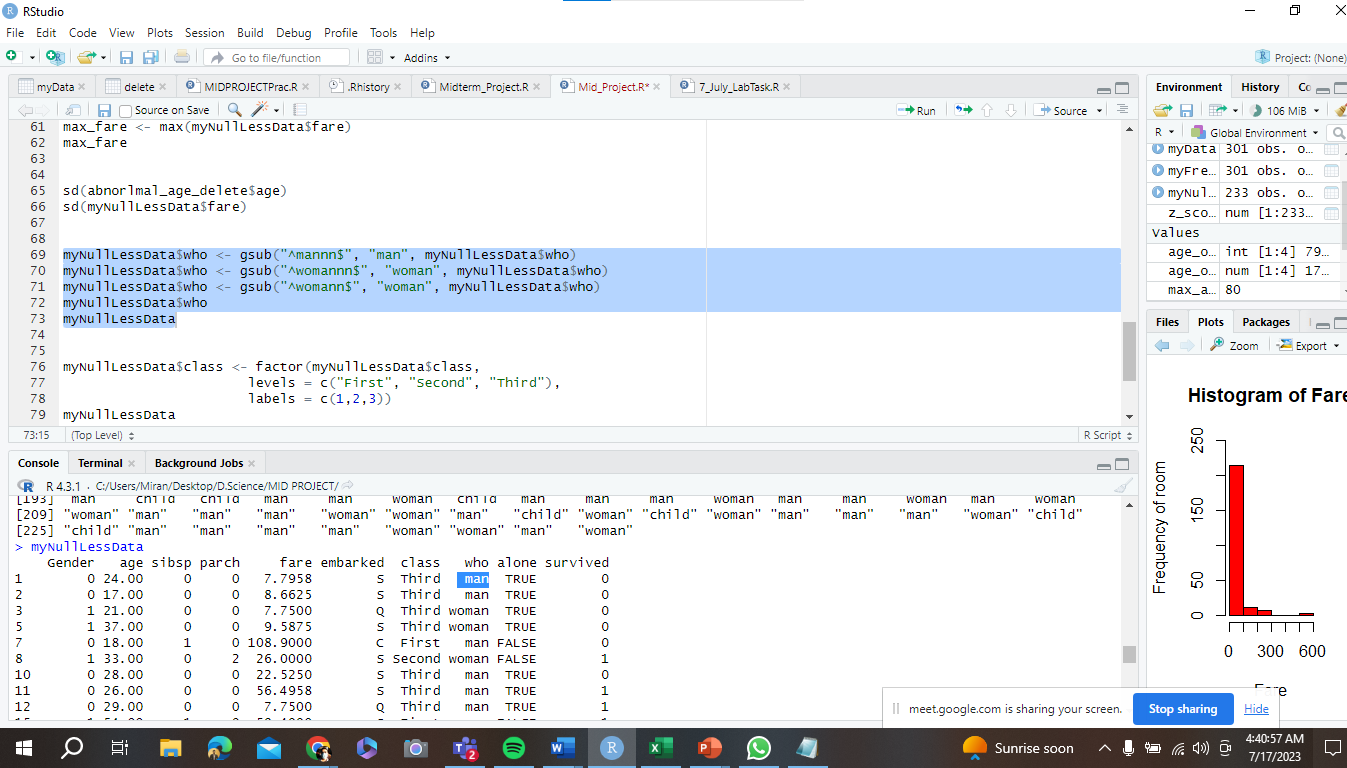 RStudio
File Edit Code View Plots Session Build Debug Profile Tools Help
Go to file/function Addins Project: (None)
myData delete MIDPROJECTPrac.R .Rhistory Midterm_Project.R Mid_Project.R* 7_July_LabTask.R
Source on Save Run Source
61 max_fare <- max(myNullLessData$fare)
62 max_fare
63
64
65 sd(abnorlmal_age_delete$age)
66 sd(myNullLessData$fare)
67
68
69 myNullLessData$who <- gsub("^mannn$", "man", myNullLessData$who)
70 myNullLessData$who <- gsub("^womannn$", "woman", myNullLessData$who)
71 myNullLessData$who <- gsub("^womann$", "woman", myNullLessData$who)
72 myNullLessData$who
73 myNullLessData
74
75
76 myNullLessData$class <- factor(myNullLessData$class,
77 levels = c("First", "Second", "Third"),
78 labels = c(1,2,3))
79 myNullLessData
73:15 (Top Level) R Script
Console Terminal Background Jobs
R 4.3.1 · C:/Users/Miran/Desktop/D.Science/MID PROJECT/
[193] "man" "child" "child" "man" "man" "woman" "child" "man" "man" "man" "woman" "man" "man" "woman" "man" "woman"
[209] "woman" "man" "man" "man" "woman" "woman" "man" "child" "woman" "child" "woman" "man" "man" "man" "woman" "child"
[225] "child" "man" "man" "man" "man" "woman" "woman" "man" "woman"
> myNullLessData
Gender age sibsp parch fare embarked class who alone survived
1 0 24.00 0 0 7.7958 S Third man TRUE 0
2 0 17.00 0 0 8.6625 S Third man TRUE 0
3 1 21.00 0 0 7.7500 Q Third woman TRUE 0
5 1 37.00 0 0 9.5875 S Third woman TRUE 0
7 0 18.00 1 0 108.9000 C First man FALSE 0
8 1 33.00 0 2 26.0000 S Second woman FALSE 1
10 0 28.00 0 0 22.5250 S Third man TRUE 0
11 0 26.00 0 0 56.4958 S Third man TRUE 1
12 0 29.00 0 0 7.7500 Q Third man TRUE 1
Environment History Co
106 MiB
R Global Environment
myData 301 obs. o…
myFre… 301 obs. o…
myNul… 233 obs. o…
z_sco… num [1:233…
Values
age_o… int [1:4] 79…
age_o… num [1:4] 17…
max_a… 80
Files Plots Packages
Zoom Export
Histogram of Fare
Frequency of room
0 50 150 250
0 300 600
Fare
meet.google.com is sharing your screen. Stop sharing Hide
2
Sunrise soon
4:40:57 AM
7/17/2023